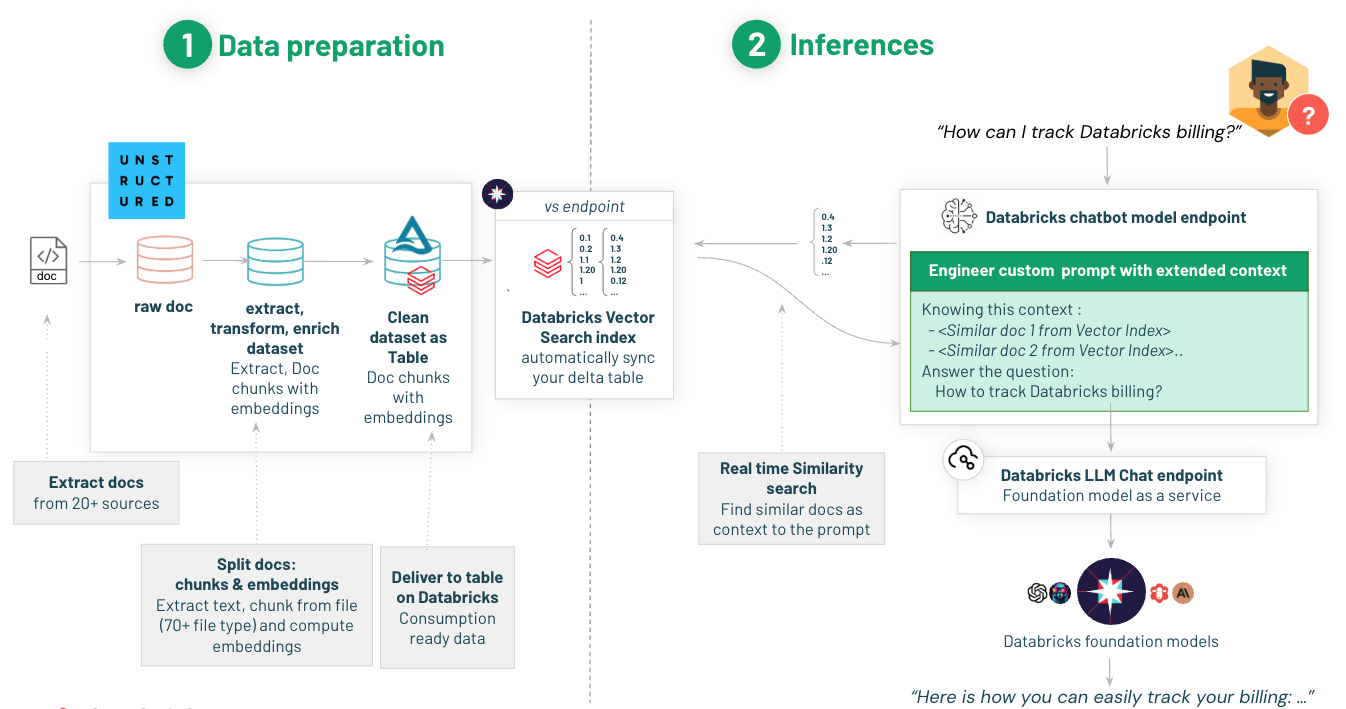 1 Data preparation
2 Inferences
?
“How can I track Databricks billing?”
UNST
RUCT
URED
</>
doc
raw doc
extract,
transform, enrich
dataset
Extract, Doc
chunks with
embeddings
Clean
dataset as
Table
Doc chunks
with
embeddings
vs endpoint
0.1
0.2
1.1
1.20
1
...
0.4
1.3
1.2
1.20
0.12
...
Databricks Vector
Search index
automatically sync
your delta table
0.4
1.3
1.2
1.20
.12
...
Databricks chatbot model endpoint
Engineer custom prompt with extended context
Knowing this context :
- <Similar doc 1 from Vector Index>
- <Similar doc 2 from Vector Index>..
Answer the question:
How to track Databricks billing?
Extract docs
from 20+ sources
Split docs:
chunks & embeddings
Extract text, chunk from file
(70+ file type) and compute
embeddings
Deliver to table
on Databricks
Consumption
ready data
Real time Similarity
search
Find similar docs as
context to the prompt
Databricks LLM Chat endpoint
Foundation model as a service
AI
Databricks foundation models
“Here is how you can easily track your billing: ...”